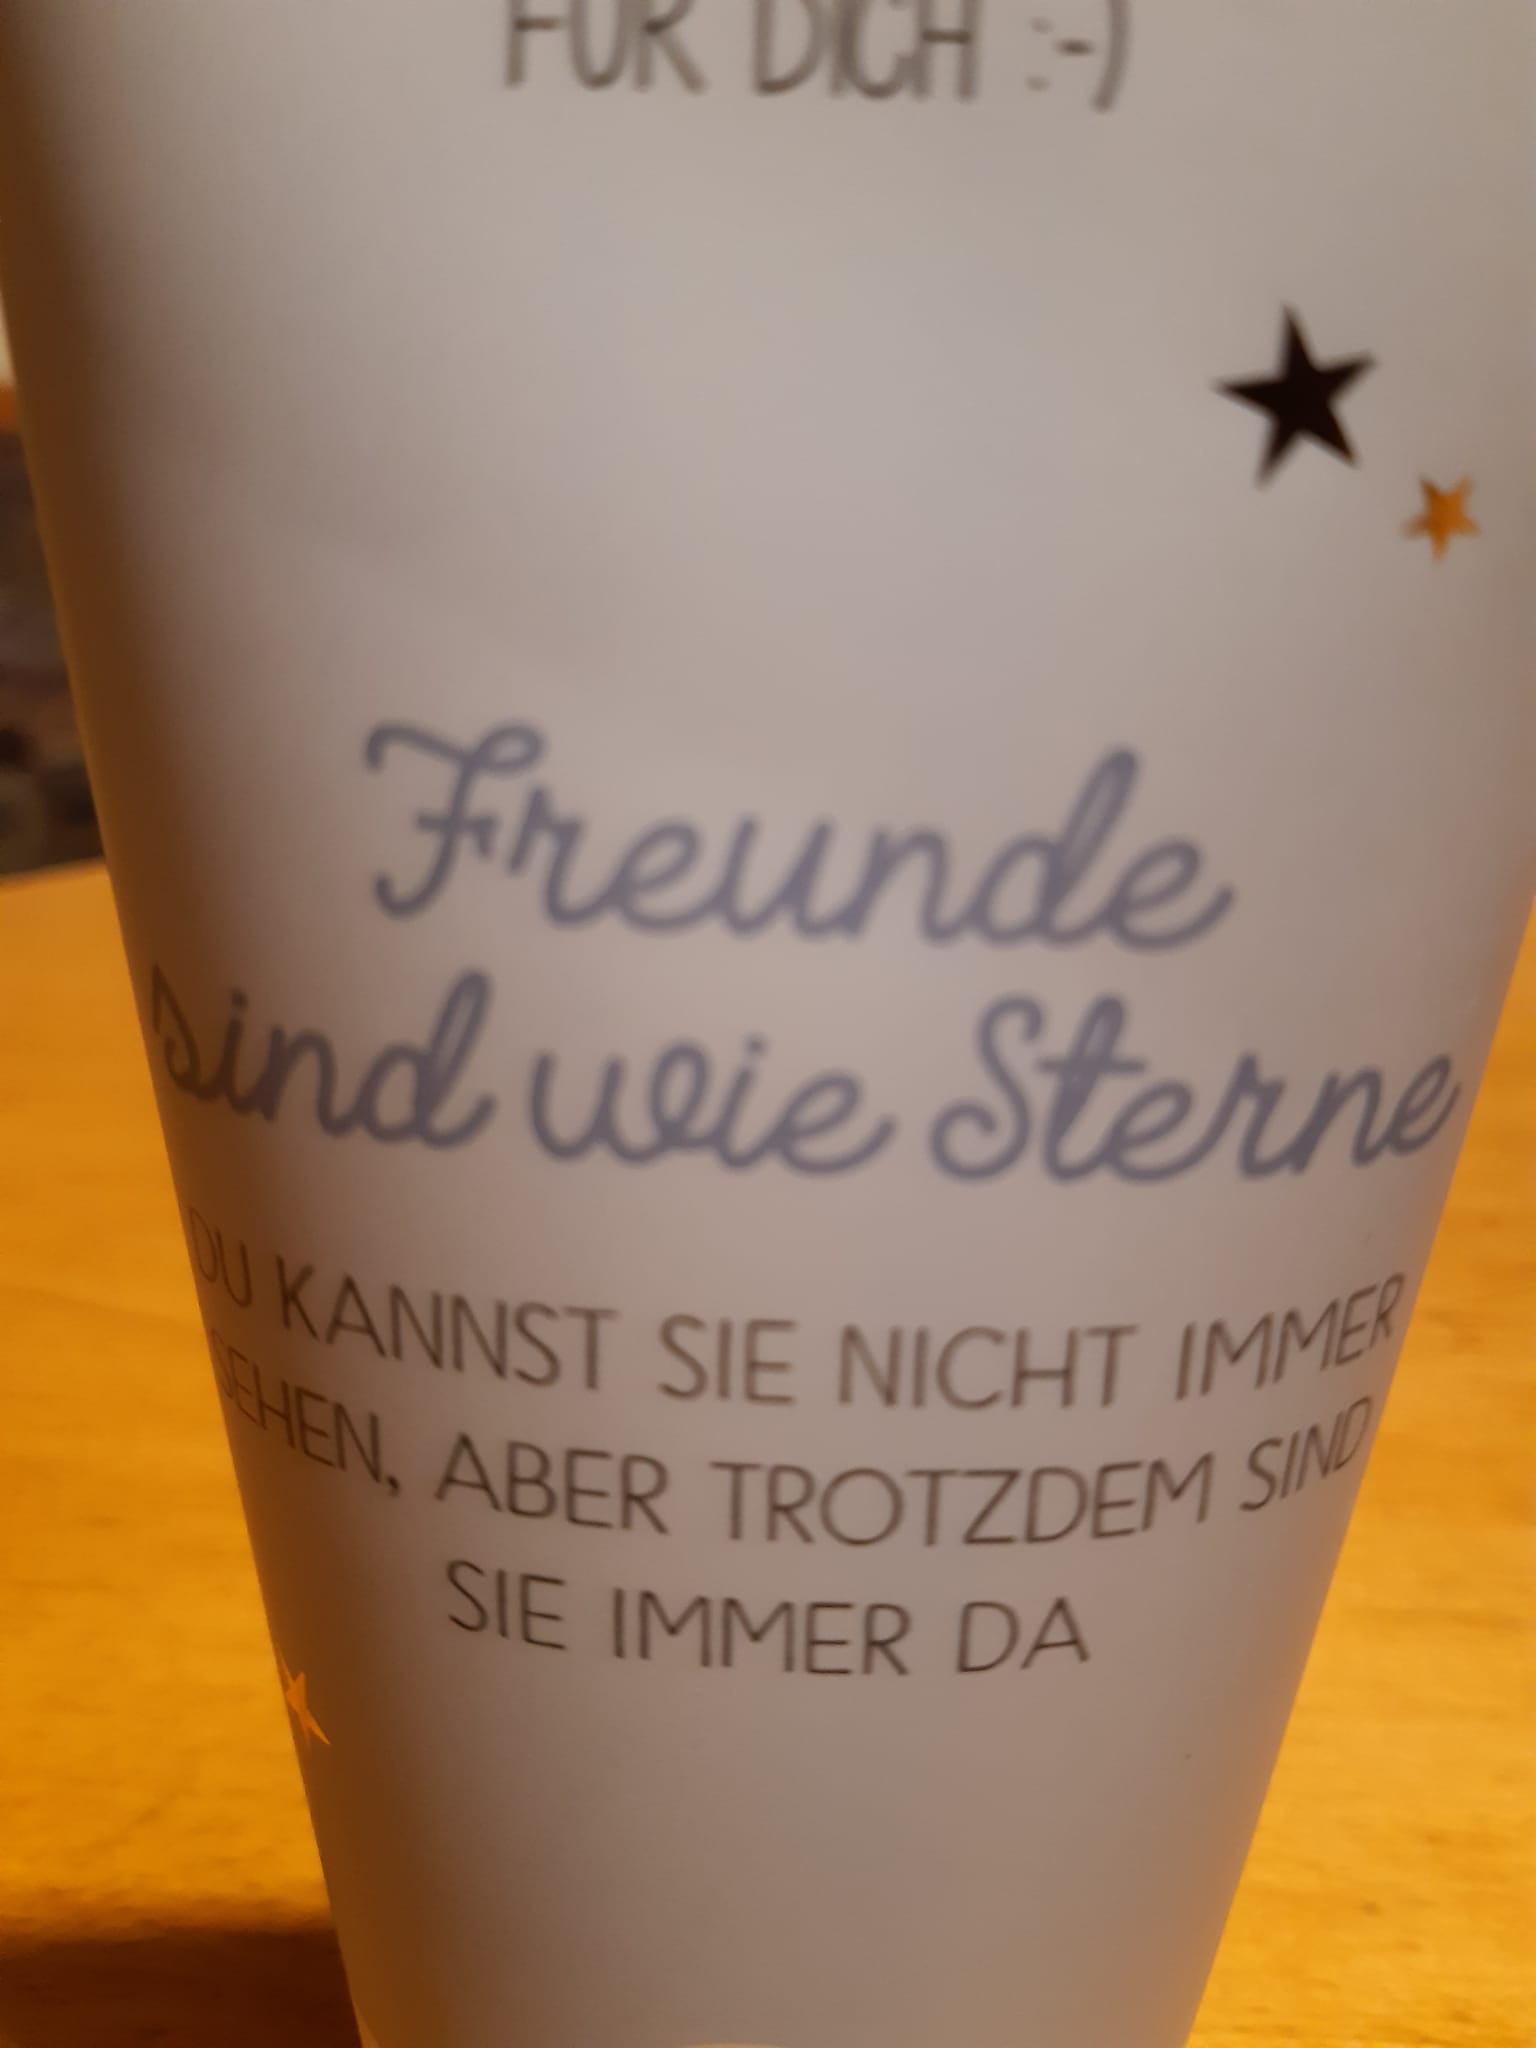 FÜR DICH :-)
Freunde
sind wie Sterne
DU KANNST SIE NICHT IMMER
SEHEN, ABER TROTZDEM SIND
SIE IMMER DA